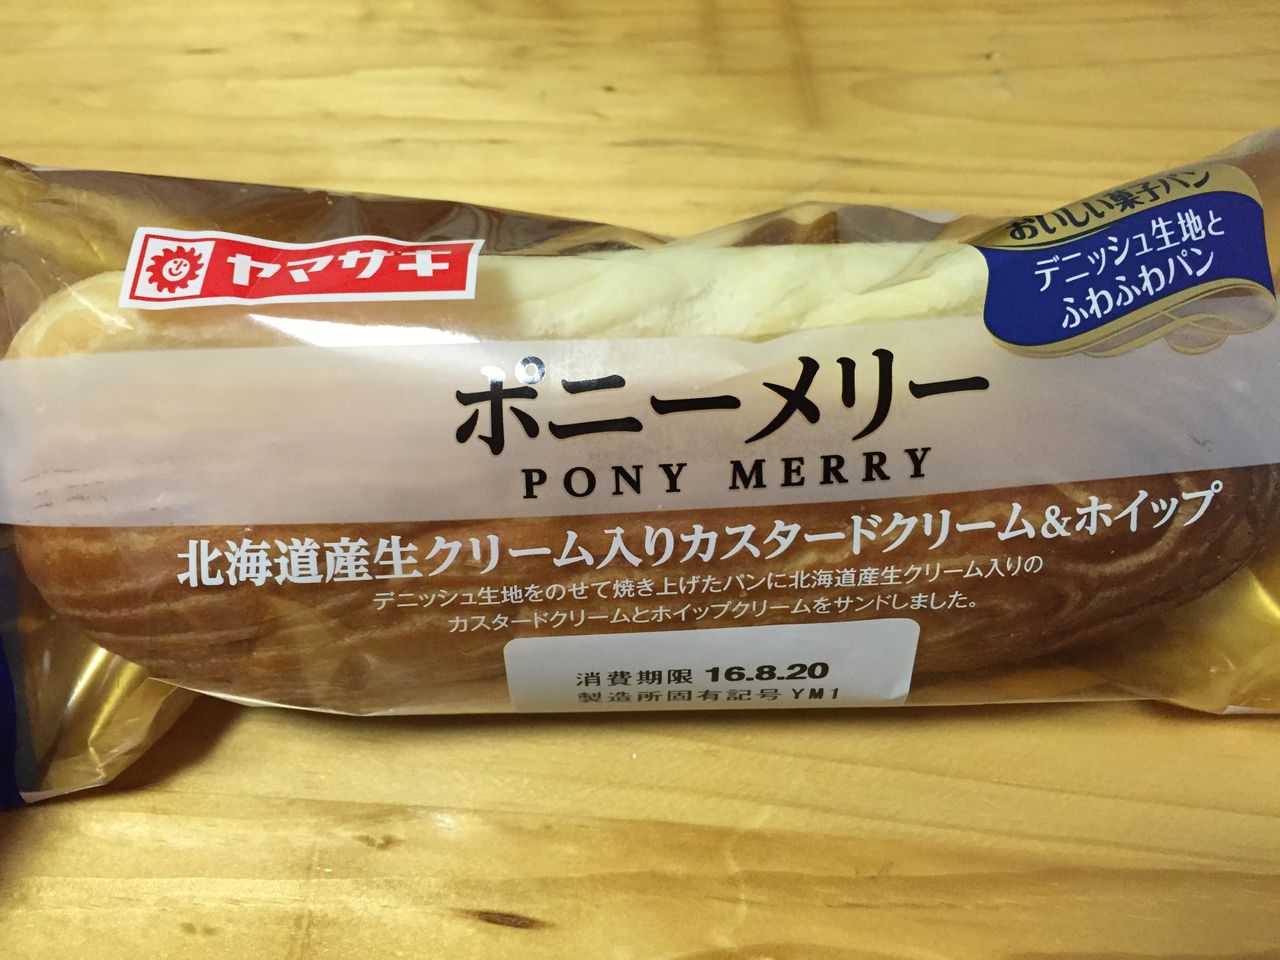 ヤマザキ
おいしい菓子パン
デニッシュ生地と
ふわふわパン
ポニーメリー
PONY MERRY
北海道産生クリーム入りカスタードクリーム&ホイップ
デニッシュ生地をのせて焼き上げたパンに北海道産生クリーム入りの
カスタードクリームとホイップクリームをサンドしました。
消費期限 16.8.20
製造所固有記号 YM1